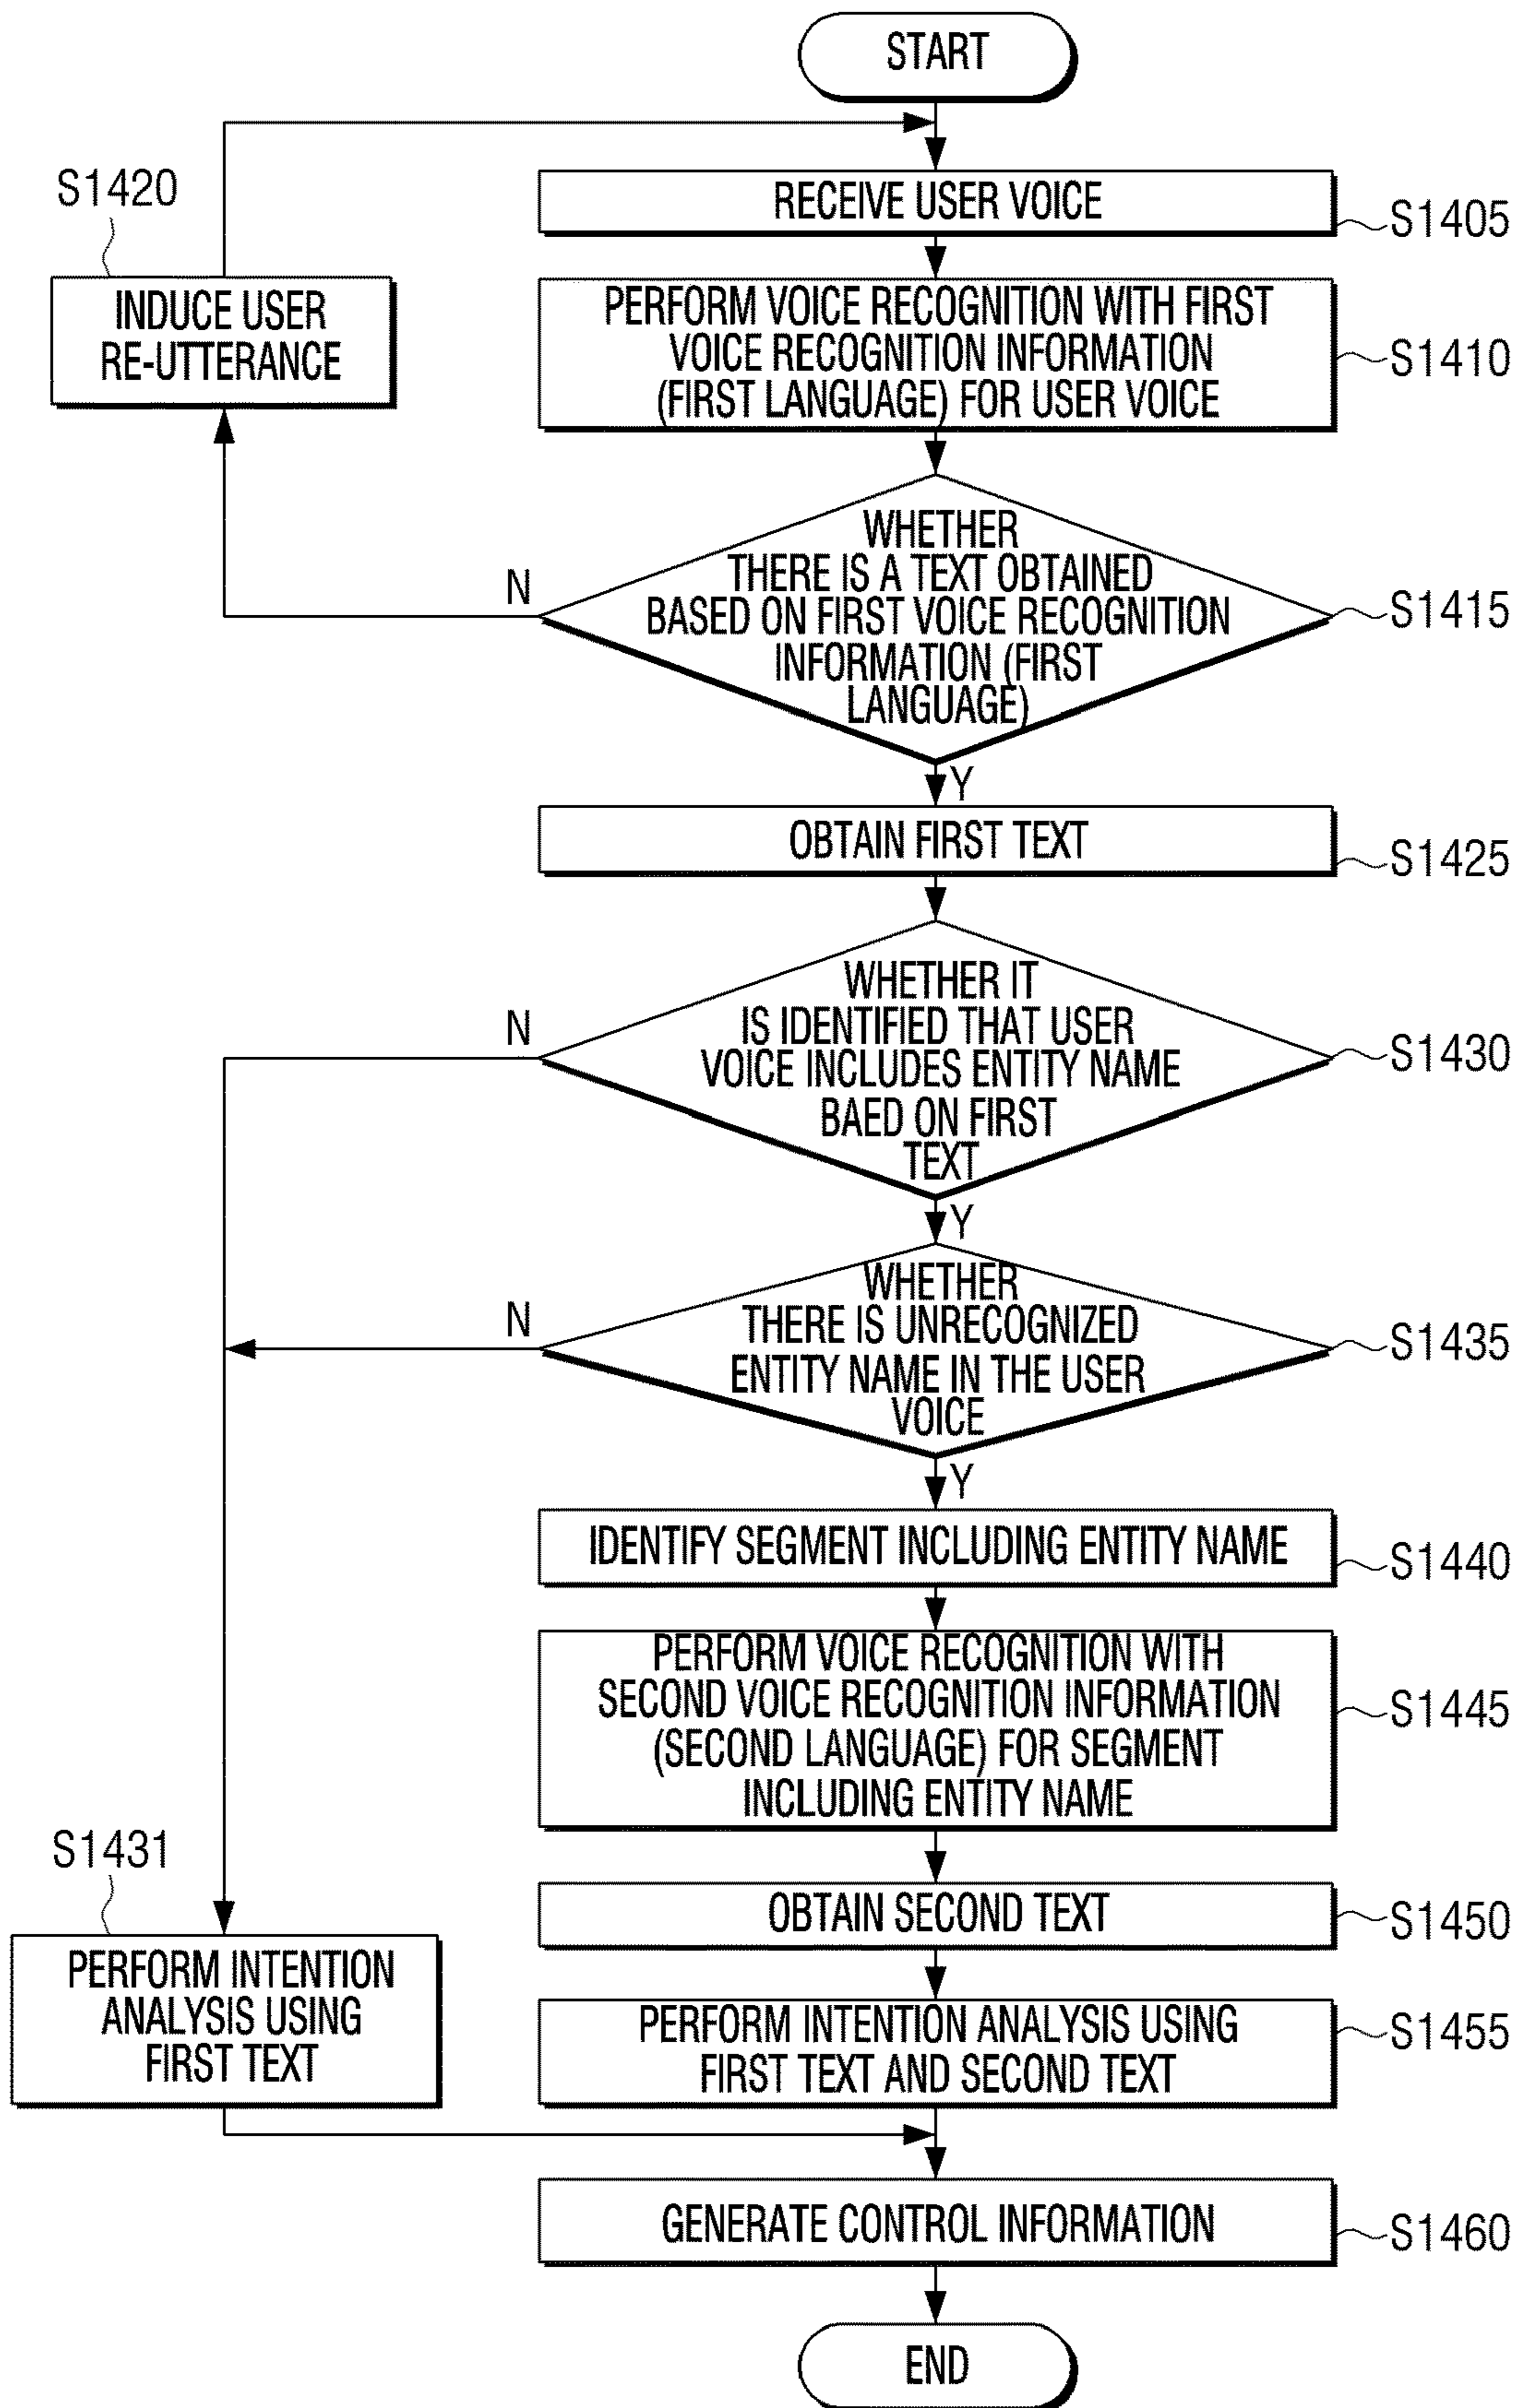 START
S1420
RECEIVE USER VOICE
S1405
INDUCE USER
RE-UTTERANCE
PERFORM VOICE RECOGNITION WITH FIRST
VOICE RECOGNITION INFORMATION
(FIRST LANGUAGE) FOR USER VOICE
S1410
WHETHER
THERE IS A TEXT OBTAINED
BASED ON FIRST VOICE RECOGNITION
INFORMATION (FIRST
LANGUAGE)
N
S1415
Y
OBTAIN FIRST TEXT
S1425
WHETHER IT
IS IDENTIFIED THAT USER
VOICE INCLUDES ENTITY NAME
BAED ON FIRST
TEXT
N
S1430
Y
WHETHER
THERE IS UNRECOGNIZED
ENTITY NAME IN THE USER
VOICE
N
S1435
Y
IDENTIFY SEGMENT INCLUDING ENTITY NAME
S1440
PERFORM VOICE RECOGNITION WITH
SECOND VOICE RECOGNITION INFORMATION
(SECOND LANGUAGE) FOR SEGMENT
INCLUDING ENTITY NAME
S1445
S1431
OBTAIN SECOND TEXT
S1450
PERFORM INTENTION
ANALYSIS USING
FIRST TEXT
PERFORM INTENTION ANALYSIS USING
FIRST TEXT AND SECOND TEXT
S1455
GENERATE CONTROL INFORMATION
S1460
END